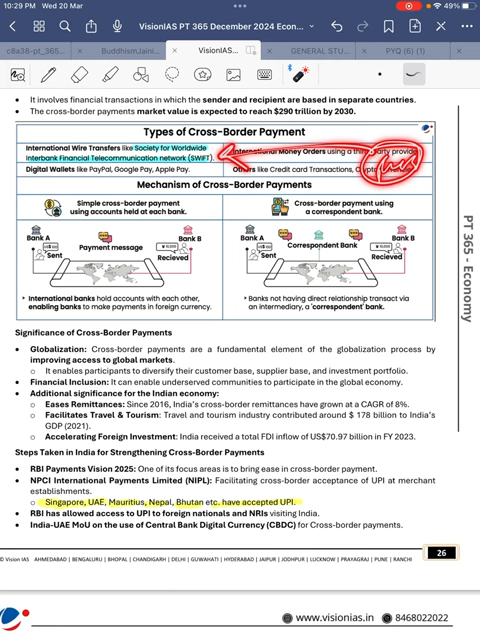 10:29 PM Wed 20 Mar
49%
VisionIAS PT 365 December 2024 Econ...
c8a38-pt_365...
BuddhismJaini...
VisionIAS...
GENERAL STU...
PYQ (6) (1)
• It involves financial transactions in which the sender and recipient are based in separate countries.
• The cross-border payments market value is expected to reach $290 trillion by 2030.
Types of Cross-Border Payment
International Wire Transfers like Society for Worldwide Interbank Financial Telecommunication network (SWIFT).
International Money Orders using a third party provider
Digital Wallets like PayPal, Google Pay, Apple Pay.
Others like Credit card Transactions,
Mechanism of Cross-Border Payments
Simple cross-border payment
using accounts held at each bank.
Bank A
Payment message
Bank B
Sent
Recieved
‣ International banks hold accounts with each other,
enabling banks to make payments in foreign currency.
Cross-border payment using
a correspondent bank.
Bank A
Correspondent Bank
Bank B
Sent
Recieved
‣ Banks not having direct relationship transact via
an intermediary, a 'correspondent' bank.
Significance of Cross-Border Payments
• Globalization: Cross-border payments are a fundamental element of the globalization process by
improving access to global markets.
o It enables participants to diversify their customer base, supplier base, and investment portfolio.
• Financial Inclusion: It can enable underserved communities to participate in the global economy.
• Additional significance for the Indian economy:
o Eases Remittances: Since 2016, India's cross-border remittances have grown at a CAGR of 8%.
o Facilitates Travel & Tourism: Travel and tourism industry contributed around $ 178 billion to India's
GDP (2021).
o Accelerating Foreign Investment: India received a total FDI inflow of US$70.97 billion in FY 2023.
Steps Taken in India for Strengthening Cross-Border Payments
• RBI Payments Vision 2025: One of its focus areas is to bring ease in cross-border payment.
• NPCI International Payments Limited (NIPL): Facilitating cross-border acceptance of UPI at merchant
establishments.
o Singapore, UAE, Mauritius, Nepal, Bhutan etc. have accepted UPI.
• RBI has allowed access to UPI to foreign nationals and NRIs visiting India.
• India-UAE MoU on the use of Central Bank Digital Currency (CBDC) for Cross-border payments.
PT 365 - Economy
© Vision IAS AHMEDABAD | BENGALURU | BHOPAL | CHANDIGARH | DELHI | GUWAHATI | HYDERABAD | JAIPUR | JODHPUR | LUCKNOW | PRAYAGRAJ | PUNE | RANCHI
26
www.visionias.in
8468022022